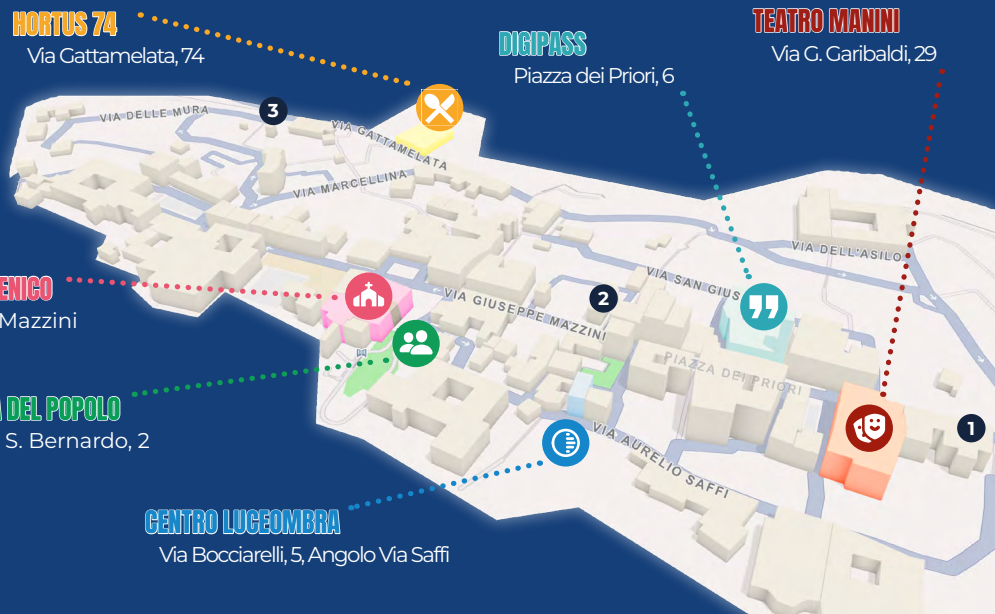 HORTUS 74
Via Gattamelata, 74
DIGIPASS
Piazza dei Priori, 6
TEATRO MANINI
Via G. Garibaldi, 29
3
VIA DELLE MURA
VIA GATTAMELATA
VIA MARCELLINA
VIA DELL'ASILO
VIA SAN GIUS
ENICO
Mazzini
2
VIA GIUSEPPE MAZZINI
PIAZZA DEI PRIORI
DEL POPOLO
S. Bernardo, 2
1
VIA AURELIO SAFFI
CENTRO LUCEOMBRA
Via Bocciarelli, 5, Angolo Via Saffi